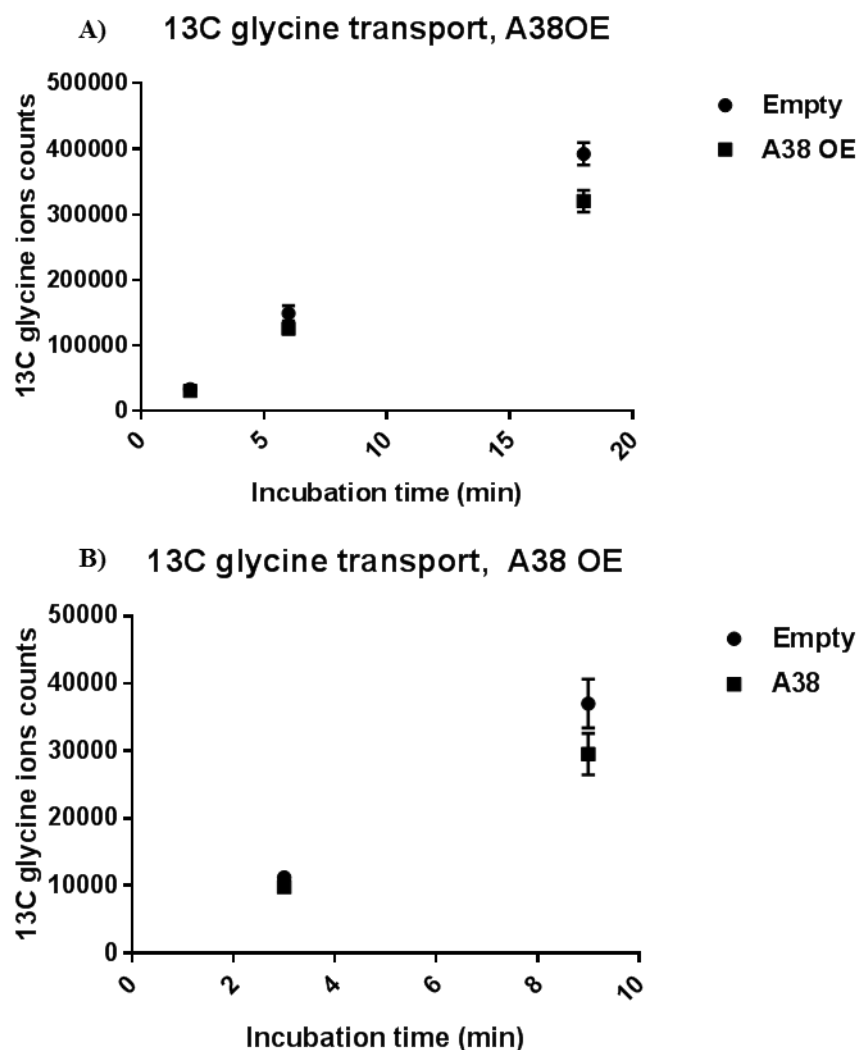 A) 13C glycine transport, A38OE
500000
400000
300000
200000
100000
0
13C glycine ions counts
0 5 10 15 20
Incubation time (min)
Empty
A38 OE
B) 13C glycine transport, A38 OE
50000
40000
30000
20000
10000
0
13C glycine ions counts
0 2 4 6 8 10
Incubation time (min)
Empty
A38